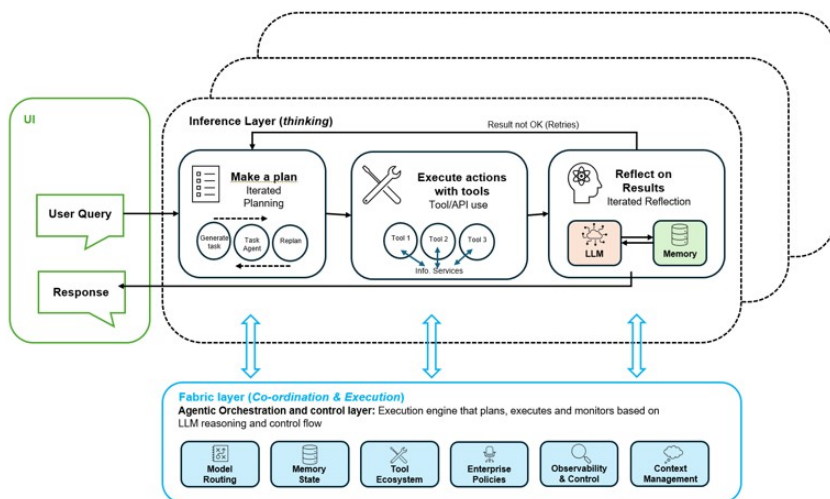 UI
User Query
Response
Inference Layer (thinking)
Result not OK (Retries)
Make a plan
Iterated
Planning
Generate
task
Task
Agent
Replan
Execute actions
with tools
Tool/API use
Tool 1
Tool 2
Tool 3
Info. Services
Reflect on
Results
Iterated Reflection
LLM
Memory
Fabric layer (Co-ordination & Execution)
Agentic Orchestration and control layer: Execution engine that plans, executes and monitors based on
LLM reasoning and control flow
Model
Routing
Memory
State
Tool
Ecosystem
Enterprise
Policies
Observability
& Control
Context
Management